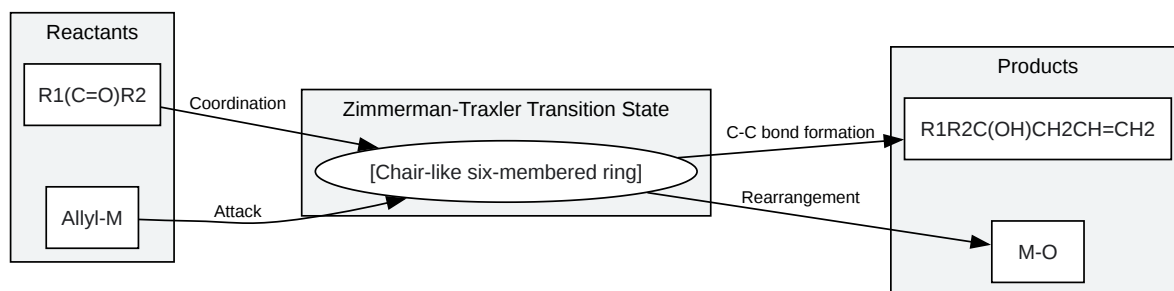 Reactants
R1(C=O)R2
Allyl-M
Coordination
Attack
Zimmerman-Traxler Transition State
[Chair-like six-membered ring]
C-C bond formation
Rearrangement
Products
R1R2C(OH)CH2CH=CH2
M-O